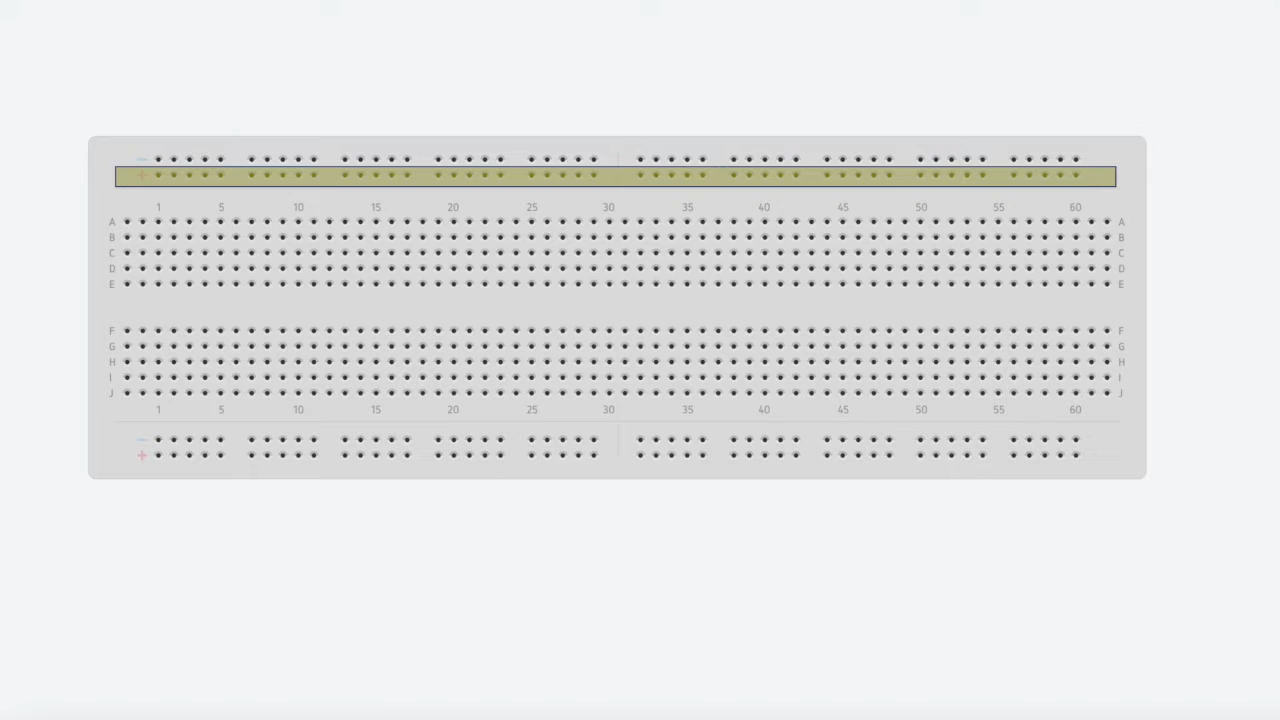 −
+
1 5 10 15 20 25 30 35 40 45 50 55 60
A A
B B
C C
D D
E E
F F
G G
H H
I I
J J
1 5 10 15 20 25 30 35 40 45 50 55 60
−
+